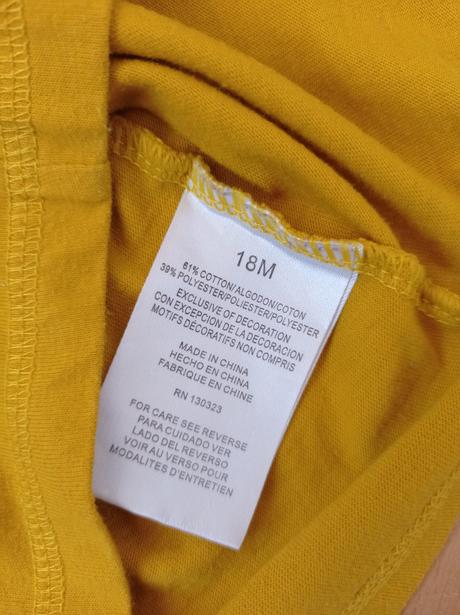 18M
61% COTTON/ALGODON/COTON
39% POLYESTER/POLIESTER/POLYESTER
EXCLUSIVE OF DECORATION
CON EXCEPCION DE LA DECORACION
MOTIFS DÉCORATIFS NON COMPRIS
MADE IN CHINA
HECHO EN CHINA
FABRIQUE EN CHINE
RN 130323
FOR CARE SEE REVERSE
PARA CUIDADO VER
LADO DEL REVERSO
VOIR AU VERSO POUR
MODALITES D'ENTRETIEN